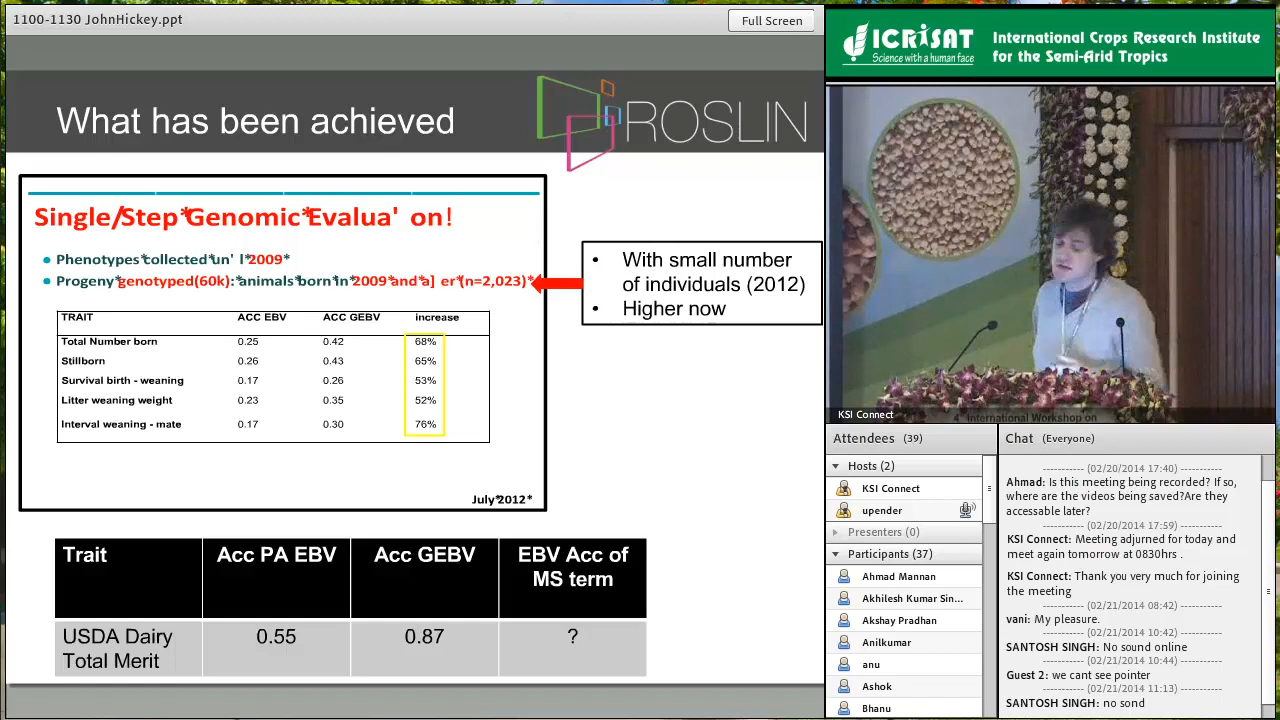 1100-1130 JohnHickey.ppt
Full Screen
What has been achieved
ROSLIN
Single/Step*Genomic*Evalua' on!
Phenotypes*collected*un' l*2009*
Progeny*genotyped(60k):*animals*born*in*2009*and*a] er*(n=2,023)*
TRAIT ACC EBV ACC GEBV increase
Total Number born 0.25 0.42 68%
Stillborn 0.26 0.43 65%
Survival birth - weaning 0.17 0.26 53%
Litter weaning weight 0.23 0.35 52%
Interval weaning - mate 0.17 0.30 76%
July*2012*
• With small number
of individuals (2012)
• Higher now
Trait Acc PA EBV Acc GEBV EBV Acc of
MS term
USDA Dairy 0.55 0.87 ?
Total Merit
ICRISAT
Science with a human face
International Crops Research Institute
for the Semi-Arid Tropics
KSI Connect
4 International Workshop on
Attendees (39)
Hosts (2)
KSI Connect
upender
Presenters (0)
Participants (37)
Ahmad Mannan
Akhilesh Kumar Sin...
Akshay Pradhan
Anilkumar
anu
Ashok
Bhanu
Chat (Everyone)
----------- (02/20/2014 17:40) -----------
Ahmad: Is this meeting being recorded? If so,
where are the videos being saved?Are they
accessable later?
----------- (02/20/2014 17:59) -----------
KSI Connect: Meeting adjurned for today and
meet again tomorrow at 0830hrs .
KSI Connect: Thank you very much for joining
the meeting
----------- (02/21/2014 08:42) -----------
vani: My pleasure.
----------- (02/21/2014 10:42) -----------
SANTOSH SINGH: No sound online
----------- (02/21/2014 10:44) -----------
Guest 2: we cant see pointer
----------- (02/21/2014 11:13) -----------
SANTOSH SINGH: no sond